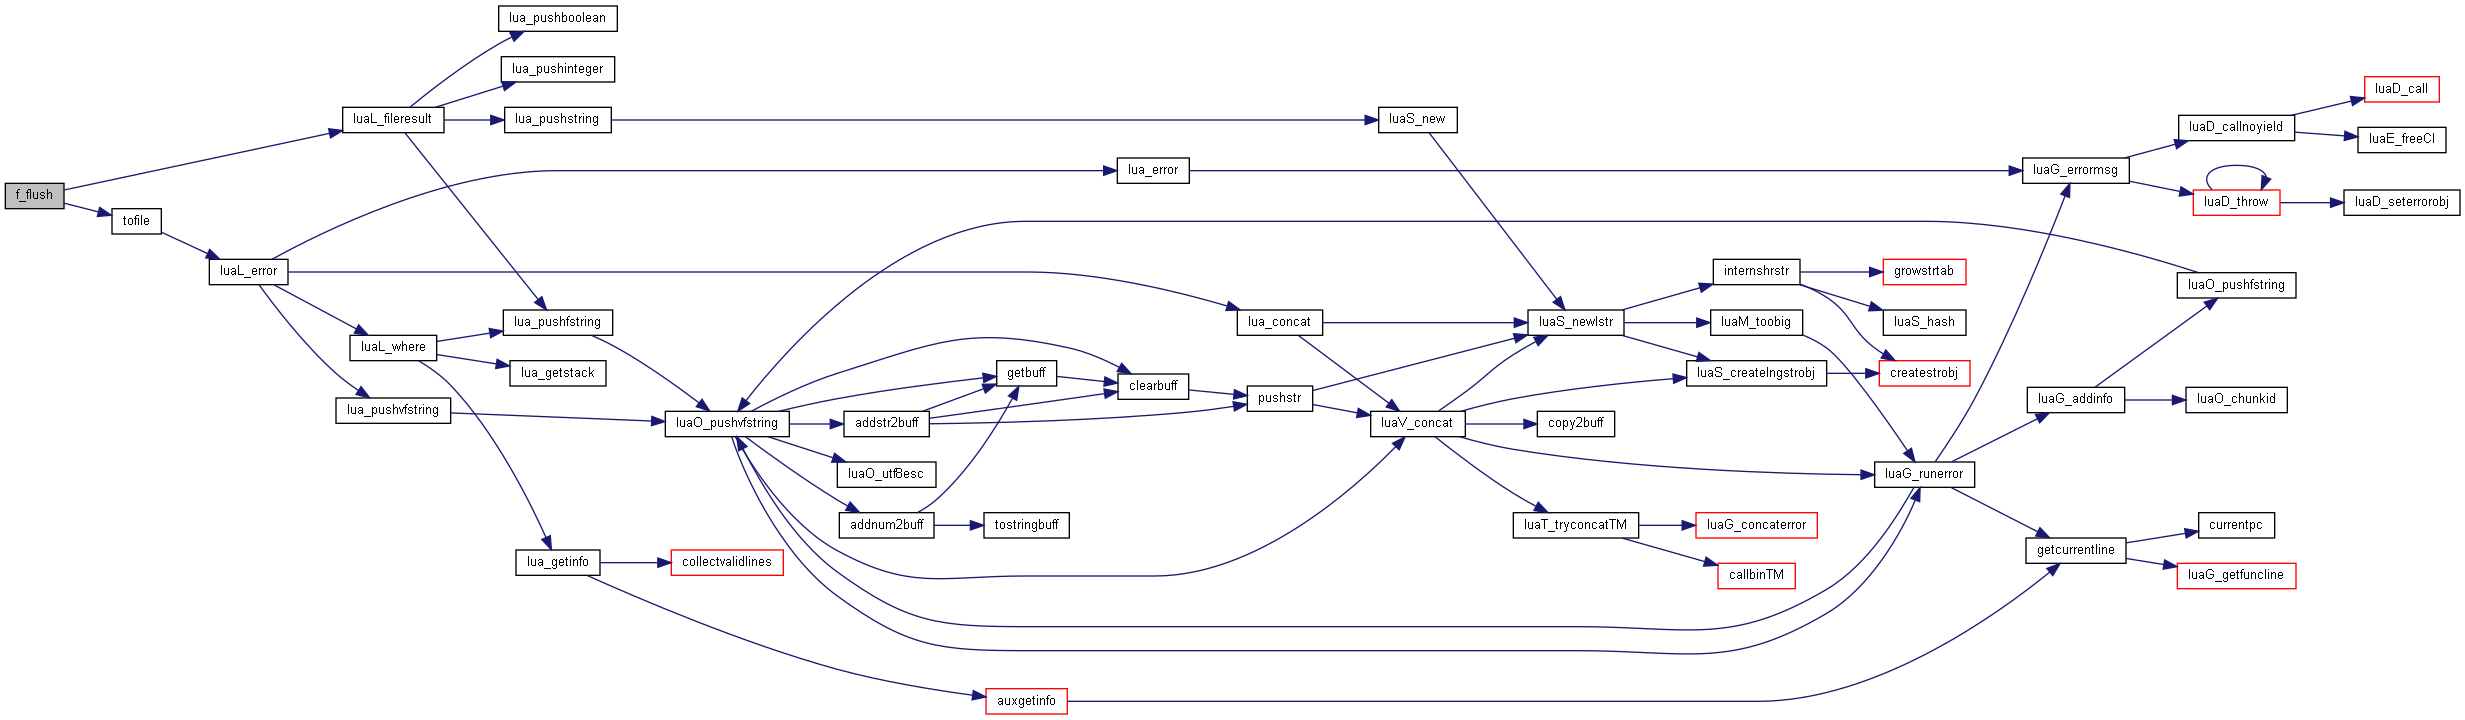 f_flush
tofile
luaL_fileresult
luaL_error
lua_pushboolean
lua_pushinteger
lua_pushstring
lua_pushfstring
luaL_where
lua_getstack
lua_pushvfstring
lua_getinfo
collectvalidlines
luaO_pushvfstring
addstr2buff
luaO_utf8esc
addnum2buff
getbuff
tostringbuff
auxgetinfo
lua_error
clearbuff
lua_concat
pushstr
luaS_new
luaV_concat
luaS_newlstr
copy2buff
luaT_tryconcatTM
internshrstr
luaM_toobig
luaS_createlngstrobj
luaG_concaterror
callbinTM
growstrtab
luaS_hash
createstrobj
luaG_runerror
luaG_errormsg
luaG_addinfo
getcurrentline
luaD_callnoyield
luaD_throw
luaO_pushfstring
luaO_chunkid
currentpc
luaG_getfuncline
luaD_call
luaE_freeCI
luaD_seterrorobj